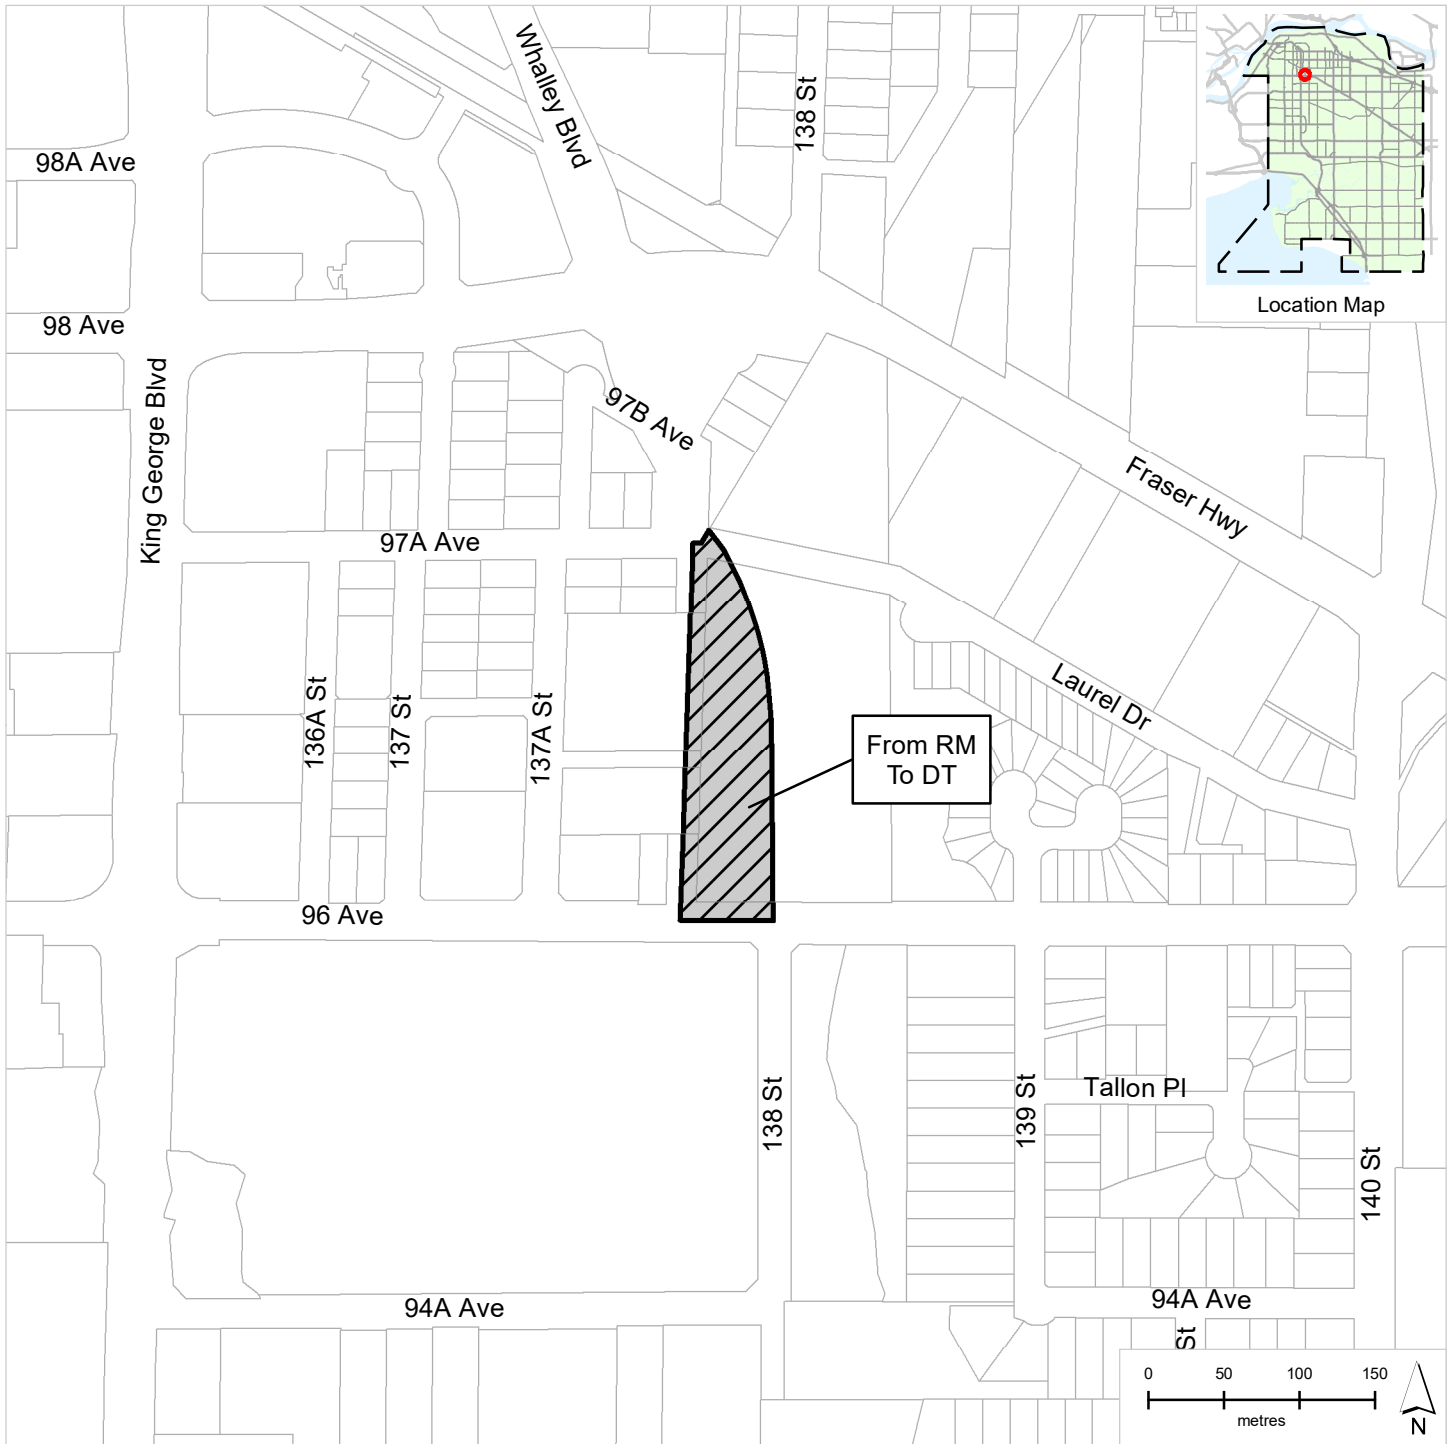 Whalley Blvd
138 St
98A Ave
Location Map
98 Ave
King George Blvd
97B Ave
Fraser Hwy
97A Ave
Laurel Dr
136A St
137 St
137A St
From RM
To DT
96 Ave
138 St
139 St
Tallon Pl
140 St
94A Ave
94A Ave
St
0 50 100 150
metres
N